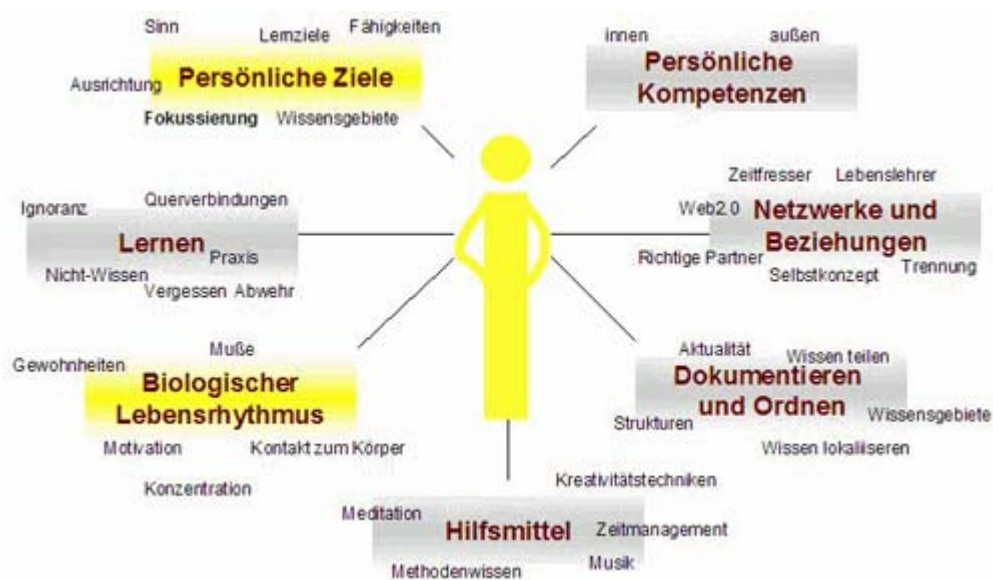 Sinn
Lernziele
Fähigkeiten
Ausrichtung
Persönliche Ziele
Fokussierung
Wissensgebiete
innen
außen
Persönliche
Kompetenzen
Ignoranz
Querverbindungen
Lernen
Praxis
Nicht-Wissen
Vergessen
Abwehr
Zeitfresser
Lebenslehrer
Web2.0
Netzwerke und
Beziehungen
Richtige Partner
Selbstkonzept
Trennung
Gewohnheiten
Muße
Biologischer
Lebensrhythmus
Motivation
Kontakt zum Körper
Konzentration
Aktualität
Wissen teilen
Dokumentieren
und Ordnen
Strukturen
Wissensgebiete
Wissen lokaliiseren
Kreativitätstechniken
Meditation
Hilfsmittel
Zeitmanagement
Methodenwissen
Musik